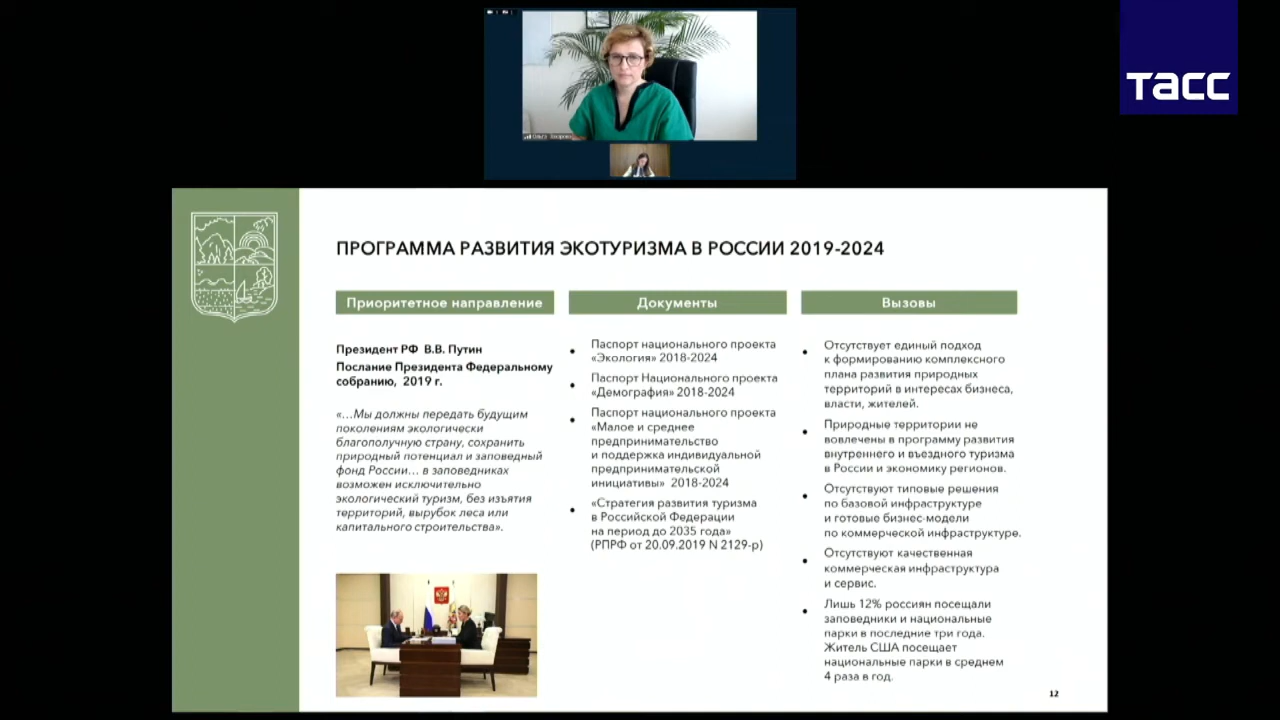 тасс
Ольга Захарова
ПРОГРАММА РАЗВИТИЯ ЭКОТУРИЗМА В РОССИИ 2019-2024
Приоритетное направление
Президент РФ В.В. Путин
Послание Президента Федеральному
собранию, 2019 г.
«...Мы должны передать будущим
поколениям экологически
благополучную страну, сохранить
природный потенциал и заповедный
фонд России... в заповедниках
возможен исключительно
экологический туризм, без изъятия
территорий, вырубок леса или
капитального строительства».
Документы
• Паспорт национального проекта
«Экология» 2018-2024
• Паспорт Национального проекта
«Демография» 2018-2024
• Паспорт национального проекта
«Малое и среднее
предпринимательство
и поддержка индивидуальной
предпринимательской
инициативы» 2018-2024
• «Стратегия развития туризма
в Российской Федерации
на период до 2035 года»
(РПРФ от 20.09.2019 N 2129-р)
Вызовы
• Отсутствует единый подход
к формированию комплексного
плана развития природных
территорий в интересах бизнеса,
власти, жителей.
• Природные территории не
вовлечены в программу развития
внутреннего и въездного туризма
в России и экономику регионов.
• Отсутствуют типовые решения
по базовой инфраструктуре
и готовые бизнес-модели
по коммерческой инфраструктуре.
• Отсутствуют качественная
коммерческая инфраструктура
и сервис.
• Лишь 12% россиян посещали
заповедники и национальные
парки в последние три года.
Житель США посещает
национальные парки в среднем
4 раза в год.
12